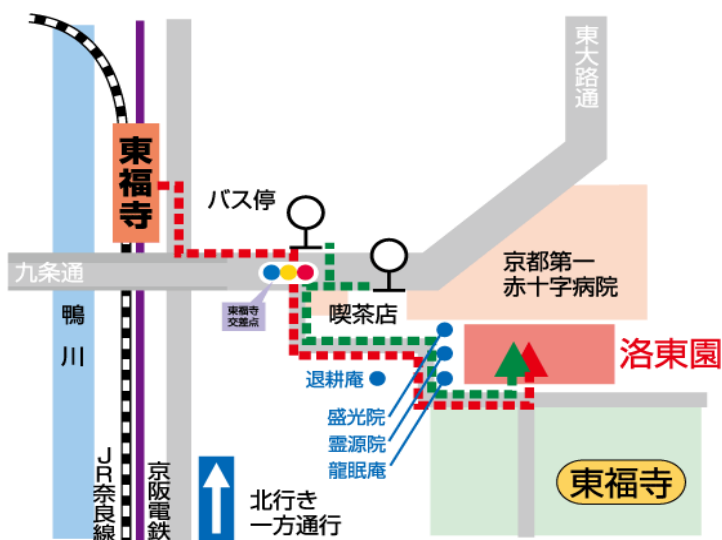 東大路通
東福寺
バス停
九条通
京都第一
赤十字病院
東福寺
交差点
喫茶店
鴨川
洛東園
退耕庵
盛光院
霊源院
龍眠庵
東福寺
JR奈良線
京阪電鉄
北行き
一方通行